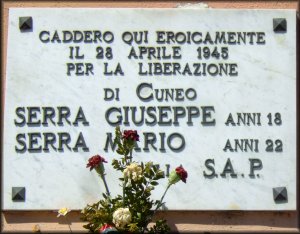 CADDERO QUI EROICAMENTE
IL 28 APRILE 1945
PER LA LIBERAZIONE
DI CUNEO
SERRA GIUSEPPE ANNI 18
SERRA MARIO ANNI 22
S.A.P.